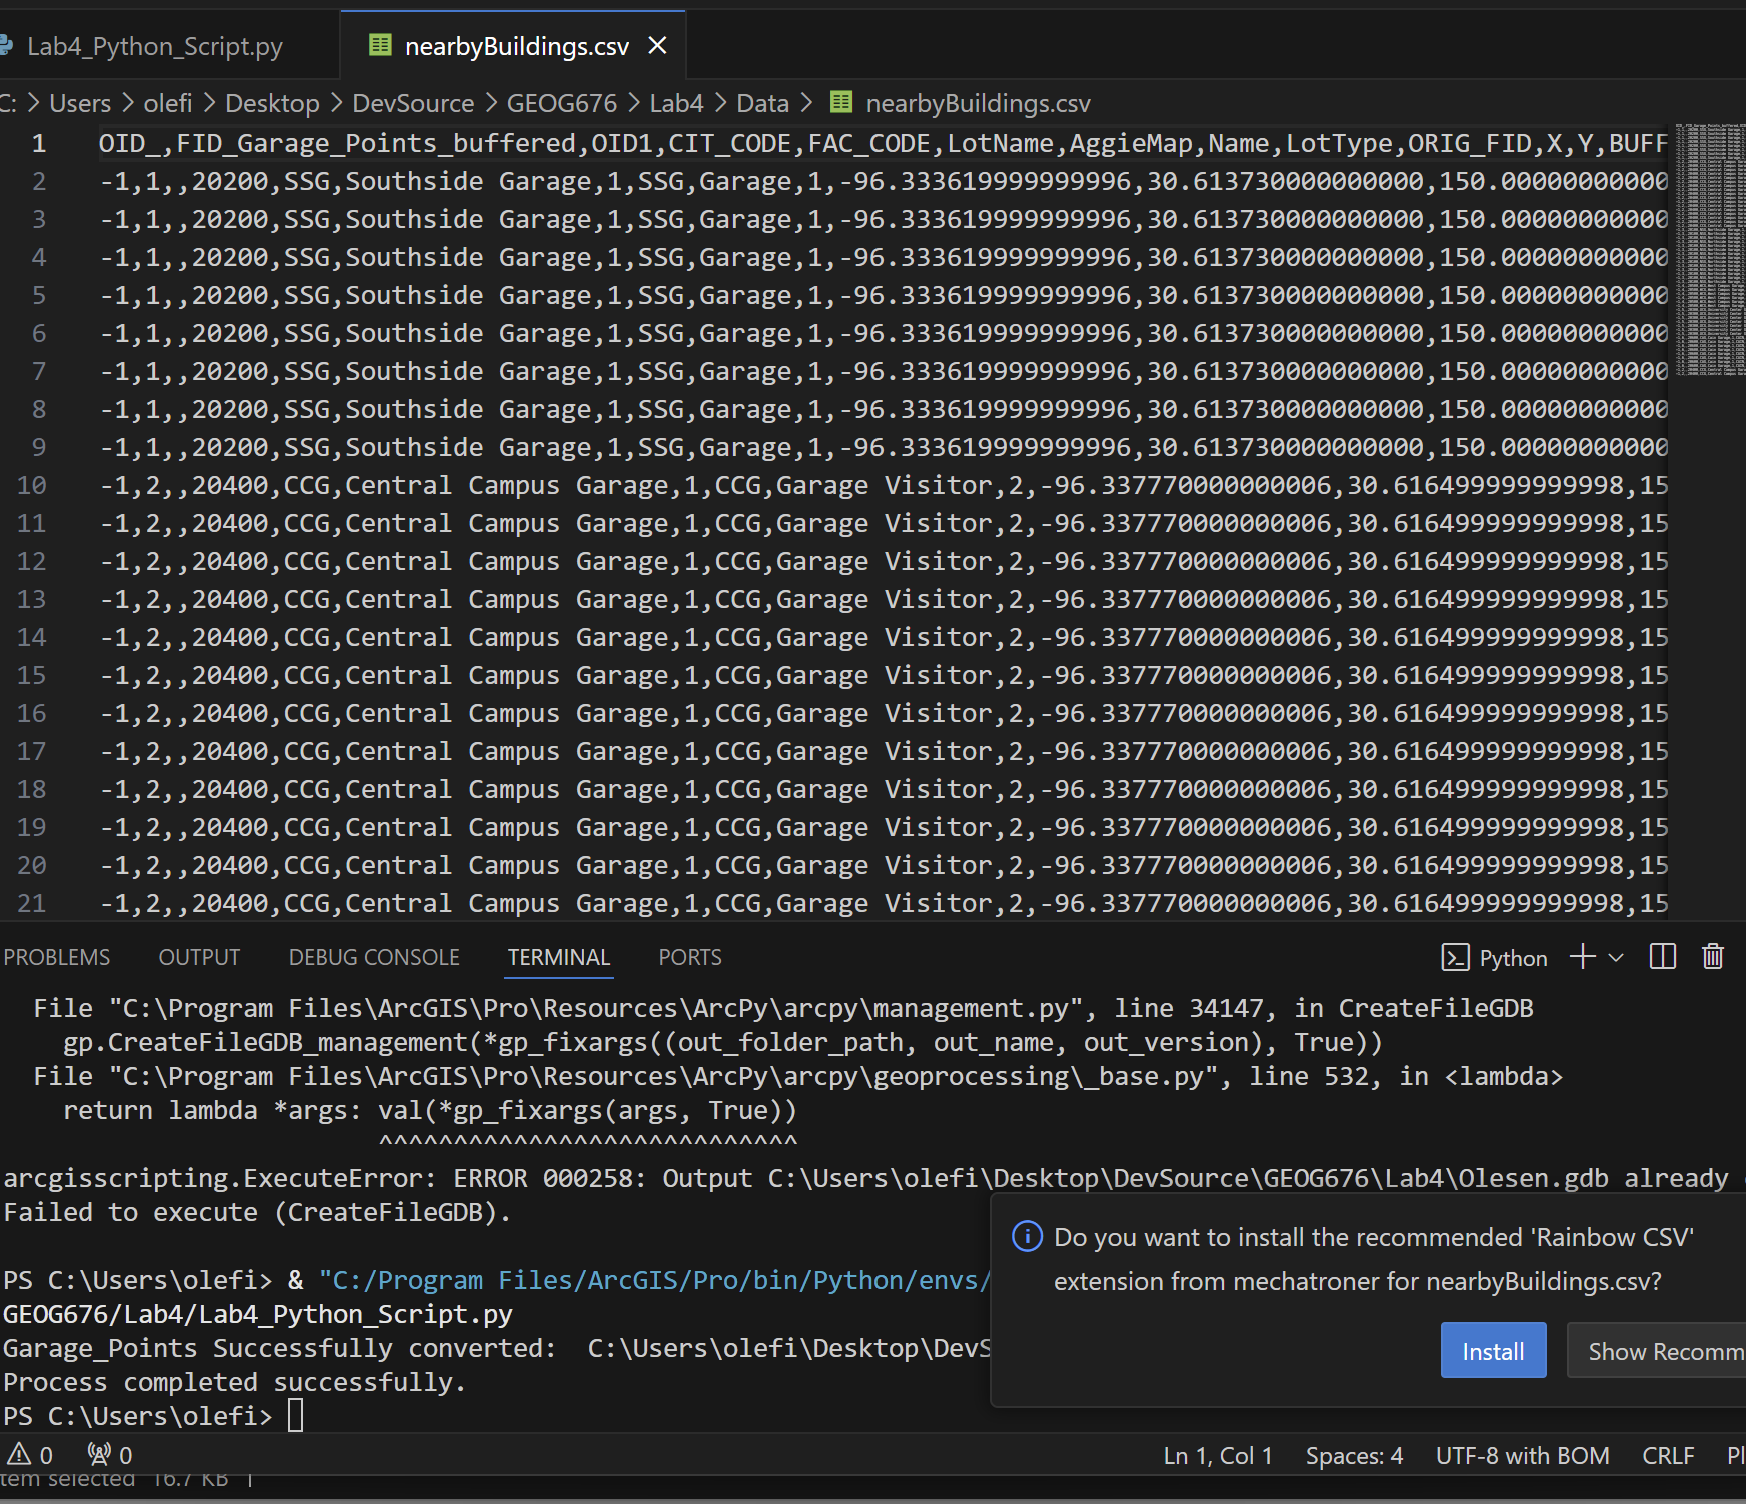 Lab4_Python_Script.py nearbyBuildings.csv
C: > Users > olefi > Desktop > DevSource > GEOG676 > Lab4 > Data > nearbyBuildings.csv
1 OID_,FID_Garage_Points_buffered,OID1,CIT_CODE,FAC_CODE,LotName,AggieMap,Name,LotType,ORIG_FID,X,Y,BUFF
2 -1,1,,20200,SSG,Southside Garage,1,SSG,Garage,1,-96.333619999999996,30.613730000000000,150.00000000000
3 -1,1,,20200,SSG,Southside Garage,1,SSG,Garage,1,-96.333619999999996,30.613730000000000,150.00000000000
4 -1,1,,20200,SSG,Southside Garage,1,SSG,Garage,1,-96.333619999999996,30.613730000000000,150.00000000000
5 -1,1,,20200,SSG,Southside Garage,1,SSG,Garage,1,-96.333619999999996,30.613730000000000,150.00000000000
6 -1,1,,20200,SSG,Southside Garage,1,SSG,Garage,1,-96.333619999999996,30.613730000000000,150.00000000000
7 -1,1,,20200,SSG,Southside Garage,1,SSG,Garage,1,-96.333619999999996,30.613730000000000,150.00000000000
8 -1,1,,20200,SSG,Southside Garage,1,SSG,Garage,1,-96.333619999999996,30.613730000000000,150.00000000000
9 -1,1,,20200,SSG,Southside Garage,1,SSG,Garage,1,-96.333619999999996,30.613730000000000,150.00000000000
10 -1,2,,20400,CCG,Central Campus Garage,1,CCG,Garage Visitor,2,-96.337770000000006,30.616499999999998,15
11 -1,2,,20400,CCG,Central Campus Garage,1,CCG,Garage Visitor,2,-96.337770000000006,30.616499999999998,15
12 -1,2,,20400,CCG,Central Campus Garage,1,CCG,Garage Visitor,2,-96.337770000000006,30.616499999999998,15
13 -1,2,,20400,CCG,Central Campus Garage,1,CCG,Garage Visitor,2,-96.337770000000006,30.616499999999998,15
14 -1,2,,20400,CCG,Central Campus Garage,1,CCG,Garage Visitor,2,-96.337770000000006,30.616499999999998,15
15 -1,2,,20400,CCG,Central Campus Garage,1,CCG,Garage Visitor,2,-96.337770000000006,30.616499999999998,15
16 -1,2,,20400,CCG,Central Campus Garage,1,CCG,Garage Visitor,2,-96.337770000000006,30.616499999999998,15
17 -1,2,,20400,CCG,Central Campus Garage,1,CCG,Garage Visitor,2,-96.337770000000006,30.616499999999998,15
18 -1,2,,20400,CCG,Central Campus Garage,1,CCG,Garage Visitor,2,-96.337770000000006,30.616499999999998,15
19 -1,2,,20400,CCG,Central Campus Garage,1,CCG,Garage Visitor,2,-96.337770000000006,30.616499999999998,15
20 -1,2,,20400,CCG,Central Campus Garage,1,CCG,Garage Visitor,2,-96.337770000000006,30.616499999999998,15
21 -1,2,,20400,CCG,Central Campus Garage,1,CCG,Garage Visitor,2,-96.337770000000006,30.616499999999998,15
PROBLEMS OUTPUT DEBUG CONSOLE TERMINAL PORTS Python
File "C:\Program Files\ArcGIS\Pro\Resources\ArcPy\arcpy\management.py", line 34147, in CreateFileGDB
gp.CreateFileGDB_management(*gp_fixargs((out_folder_path, out_name, out_version), True))
File "C:\Program Files\ArcGIS\Pro\Resources\ArcPy\arcpy\geoprocessing\_base.py", line 532, in <lambda>
return lambda *args: val(*gp_fixargs(args, True))
^^^^^^^^^^^^^^^^^^^^^^^^^^^^
arcgisscripting.ExecuteError: ERROR 000258: Output C:\Users\olefi\Desktop\DevSource\GEOG676\Lab4\Olesen.gdb already
Failed to execute (CreateFileGDB).
PS C:\Users\olefi> & "C:/Program Files/ArcGIS/Pro/bin/Python/envs/
GEOG676/Lab4/Lab4_Python_Script.py
Garage_Points Successfully converted:  C:\Users\olefi\Desktop\DevS
Process completed successfully.
PS C:\Users\olefi>
Do you want to install the recommended 'Rainbow CSV'
extension from mechatroner for nearbyBuildings.csv?
Install Show Recomm
0 0 Ln 1, Col 1 Spaces: 4 UTF-8 with BOM CRLF Pl
tem selected 16.7 KB